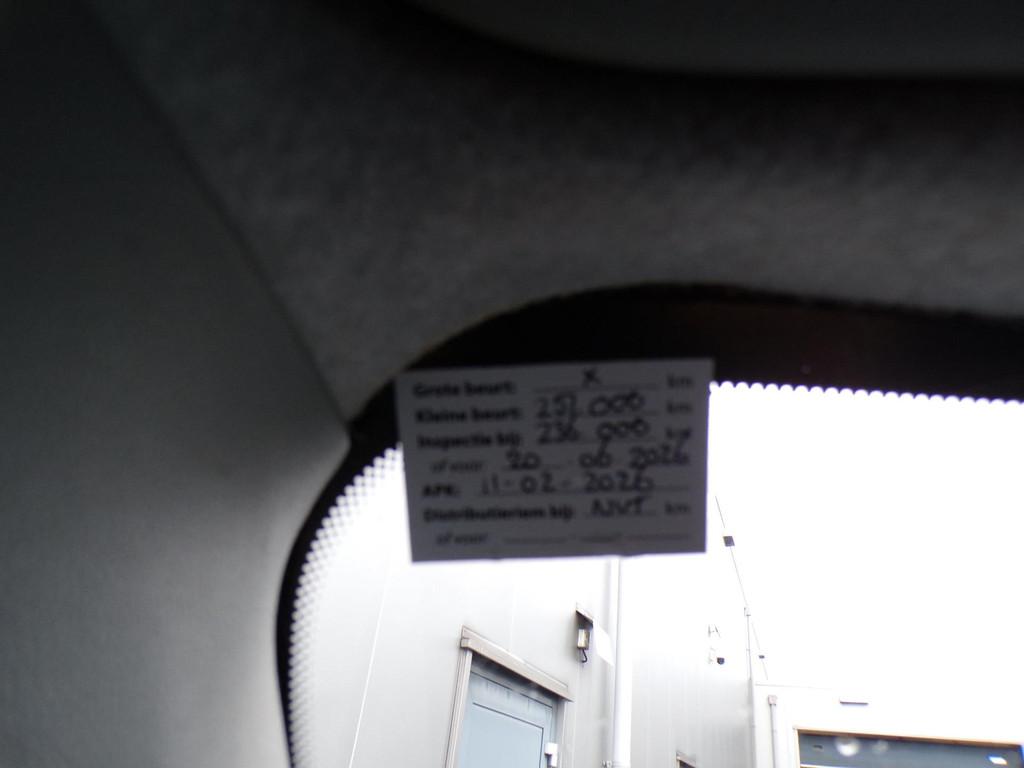 Grote beurt: X km
Kleine beurt: 251.000 km
Inspectie bij: 236.000 km
of voor 20 - 06 2026
APK: 11-02-2026
Distributieriem bij: NVT km
of voor